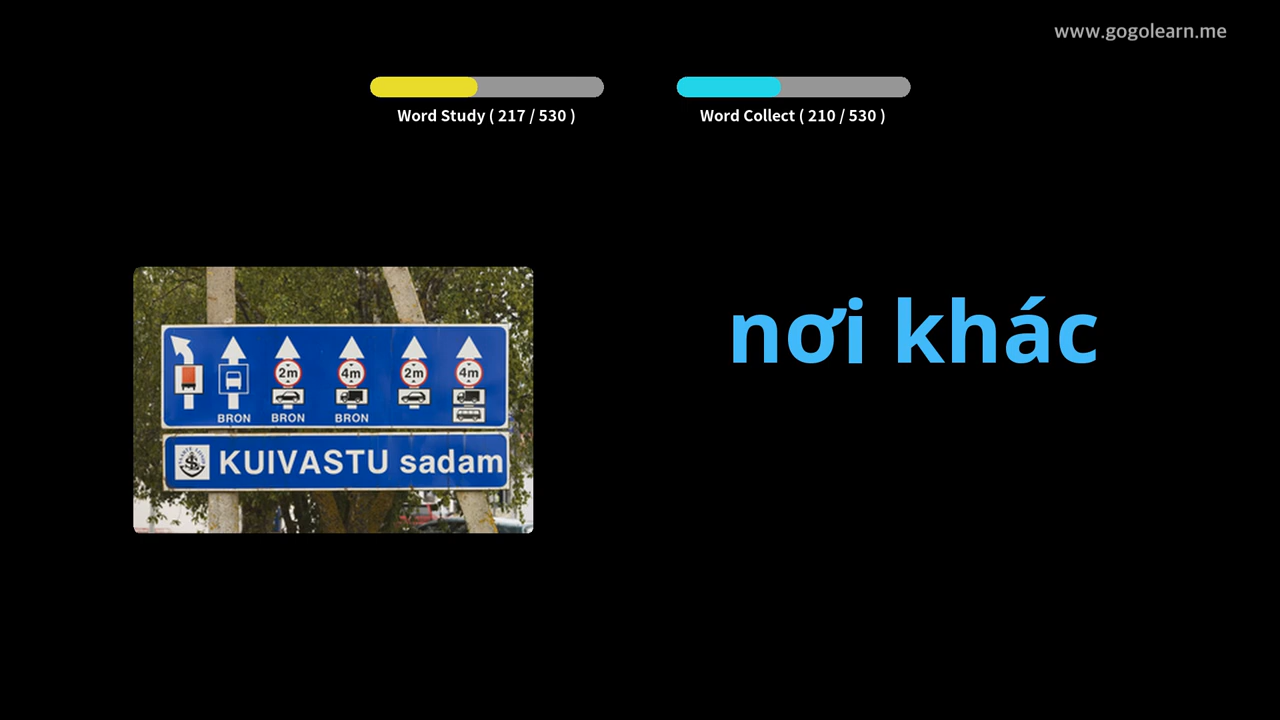 www.gogolearn.me
Word Study ( 217 / 530 )
Word Collect ( 210 / 530 )
nơi khác
2m 4m 2m 4m
BRON BRON BRON
KUIVASTU sadam